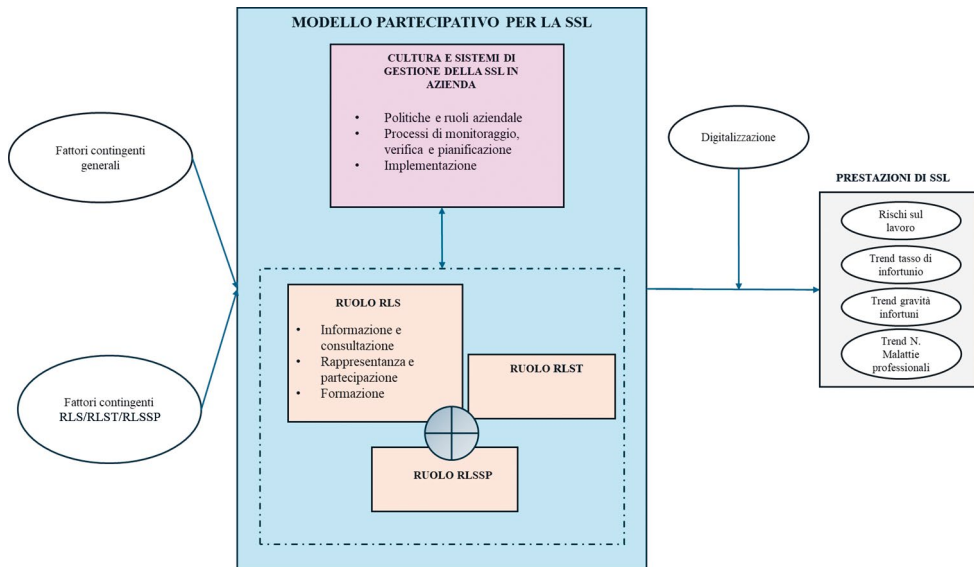 MODELLO PARTECIPATIVO PER LA SSL
CULTURA E SISTEMI DI
GESTIONE DELLA SSL IN
AZIENDA
• Politiche e ruoli aziendale
• Processi di monitoraggio,
verifica e pianificazione
• Implementazione
Fattori contingenti
generali
Fattori contingenti
RLS/RLST/RLSSP
RUOLO RLS
• Informazione e
consultazione
• Rappresentanza e
partecipazione
• Formazione
RUOLO RLST
RUOLO RLSSP
Digitalizzazione
PRESTAZIONI DI SSL
Rischi sul
lavoro
Trend tasso di
infortunio
Trend gravità
infortuni
Trend N.
Malattie
professionali